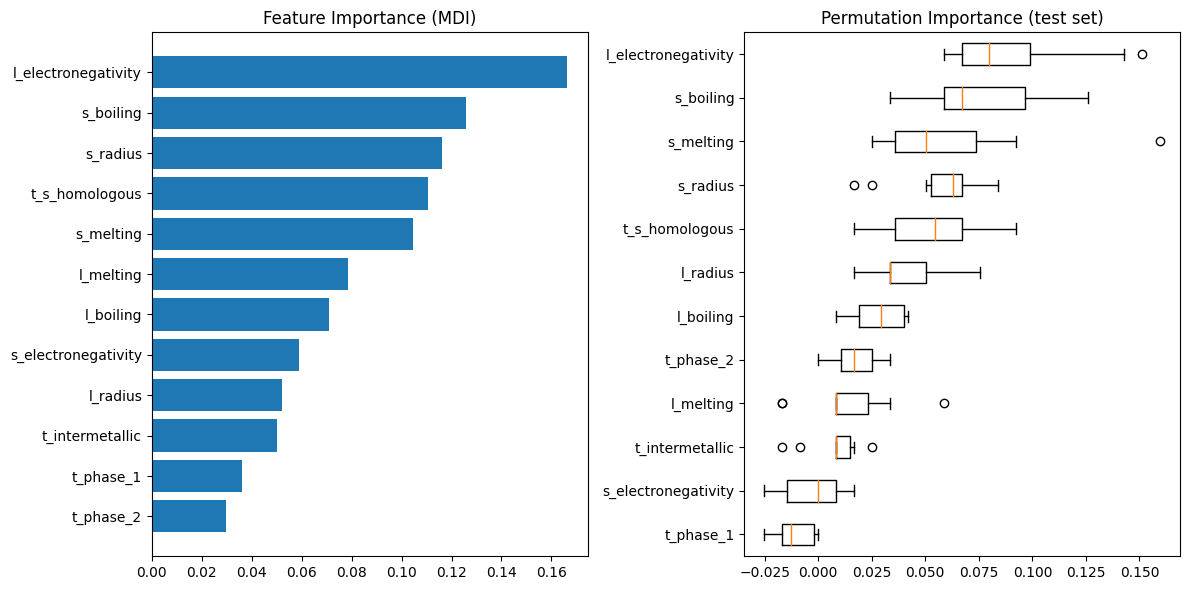 Feature Importance (MDI)
l_electronegativity
s_boiling
s_radius
t_s_homologous
s_melting
l_melting
l_boiling
s_electronegativity
l_radius
t_intermetallic
t_phase_1
t_phase_2
0.00 0.02 0.04 0.06 0.08 0.10 0.12 0.14 0.16
Permutation Importance (test set)
l_electronegativity
s_boiling
s_melting
s_radius
t_s_homologous
l_radius
l_boiling
t_phase_2
l_melting
t_intermetallic
s_electronegativity
t_phase_1
−0.025 0.000 0.025 0.050 0.075 0.100 0.125 0.150